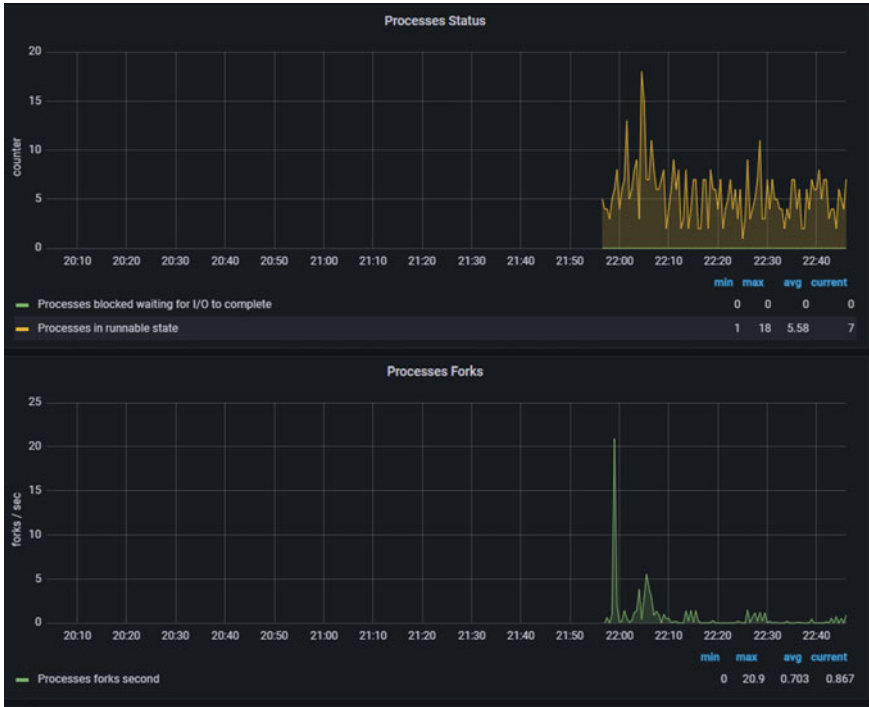 Processes Status
20
15
10
5
0
counter
20:10 20:20 20:30 20:40 20:50 21:00 21:10 21:20 21:30 21:40 21:50 22:00 22:10 22:20 22:30 22:40
min max avg current
Processes blocked waiting for I/O to complete 0 0 0 0
Processes in runnable state 1 18 5.58 7
Processes Forks
25
20
15
10
5
0
forks / sec
20:10 20:20 20:30 20:40 20:50 21:00 21:10 21:20 21:30 21:40 21:50 22:00 22:10 22:20 22:30 22:40
min max avg current
Processes forks second 0 20.9 0.703 0.867